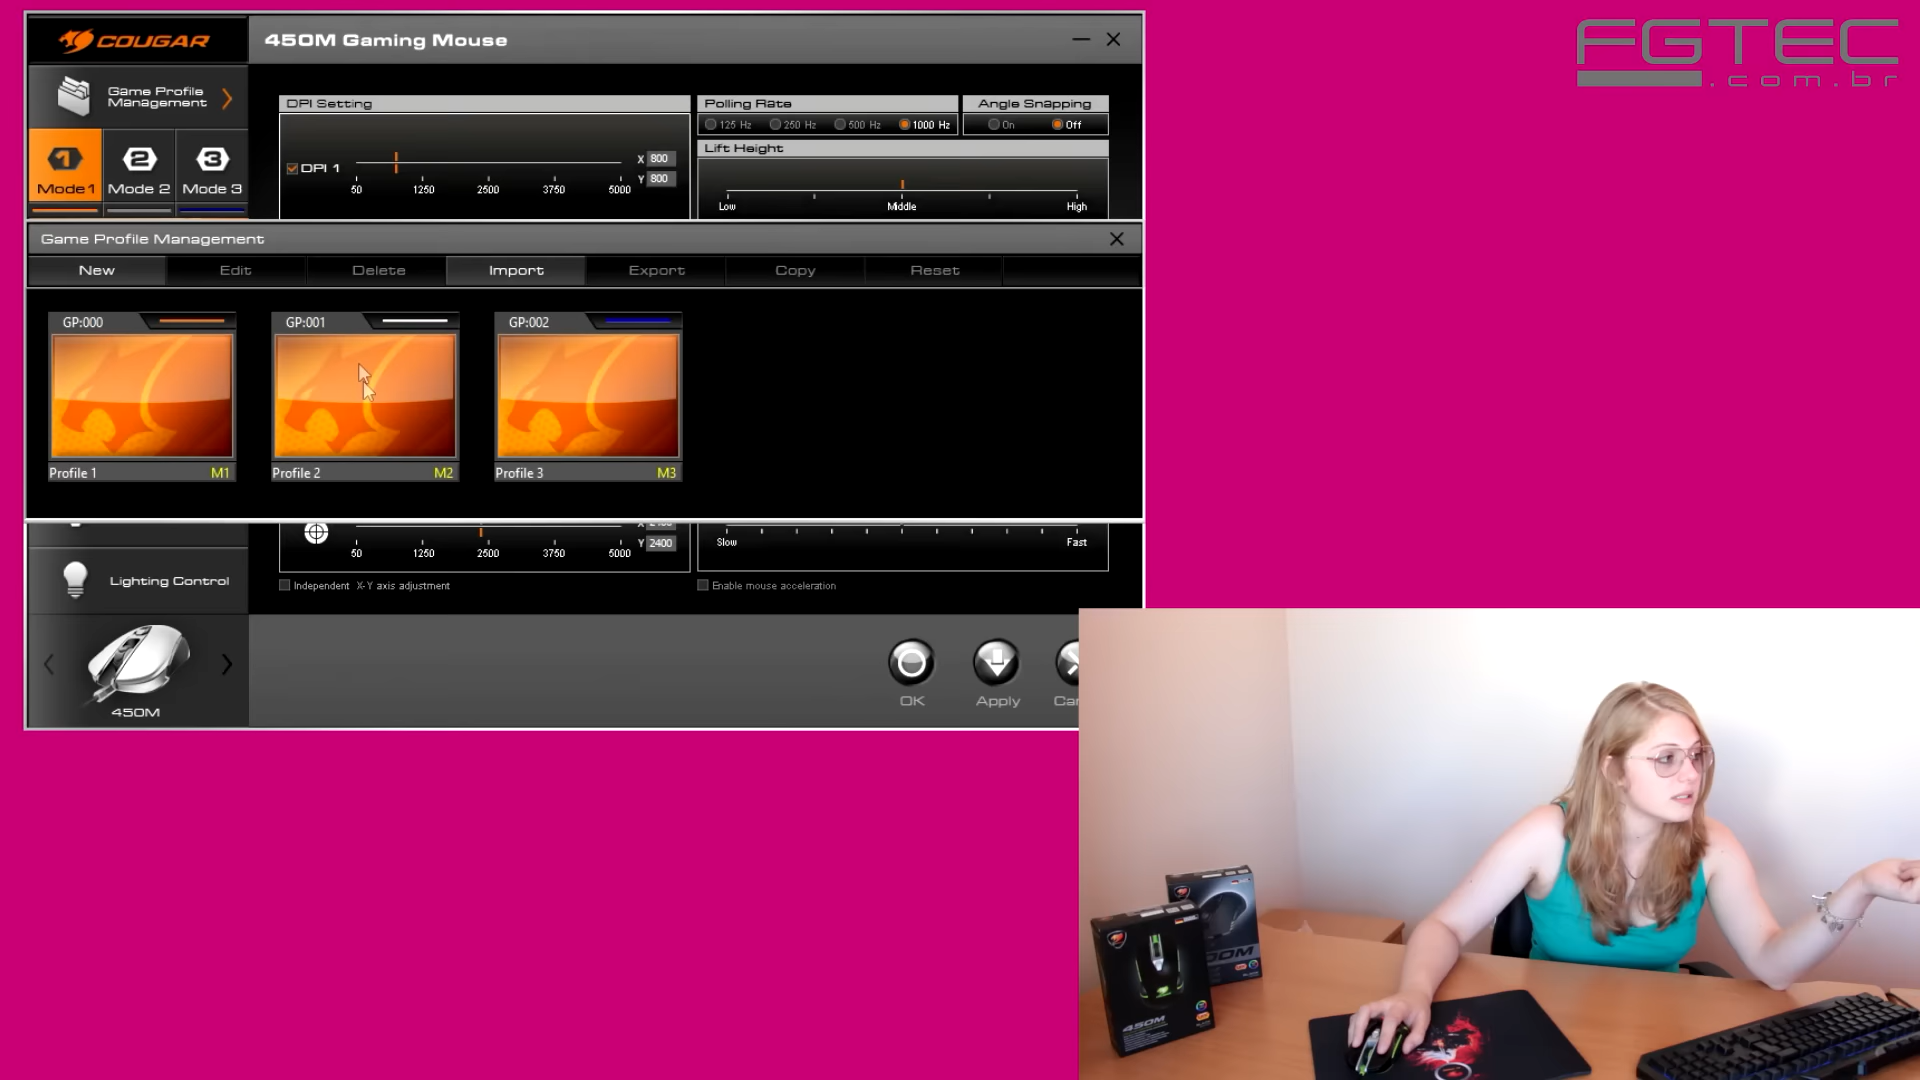 COUGAR
450M Gaming Mouse
FGTEC
.com.br
Game Profile
Management
DPI Setting
Polling Rate
Angle Snapping
125 Hz
250 Hz
500 Hz
1000 Hz
On
Off
DPI 1
X 800
Y 800
50
1250
2500
3750
5000
Lift Height
Low
Middle
High
Mode 1
Mode 2
Mode 3
Game Profile Management
New
Edit
Delete
Import
Export
Copy
Reset
GP:000
GP:001
GP:002
Profile 1
M1
Profile 2
M2
Profile 3
M3
Y 2400
50
1250
2500
3750
5000
Slow
Fast
Independent X-Y axis adjustment
Enable mouse acceleration
Lighting Control
450M
OK
Apply
450M